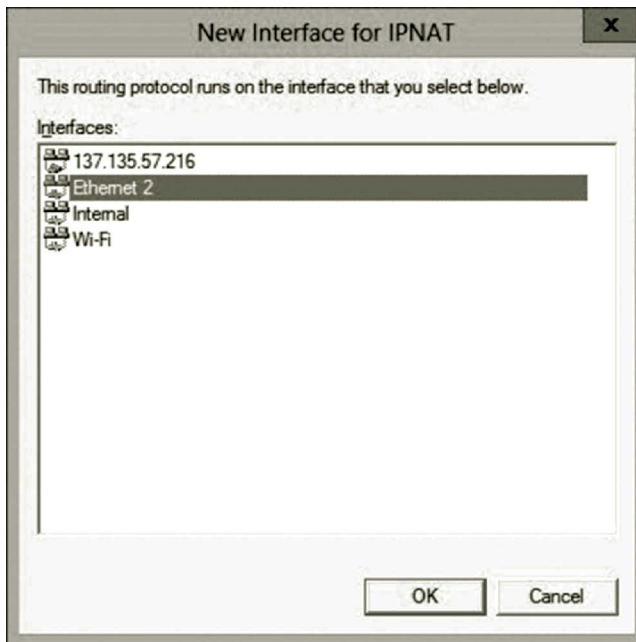 New Interface for IPNAT
x
This routing protocol runs on the interface that you select below.
Interfaces:
137.135.57.216
Ethernet 2
Internal
Wi-Fi
OK
Cancel